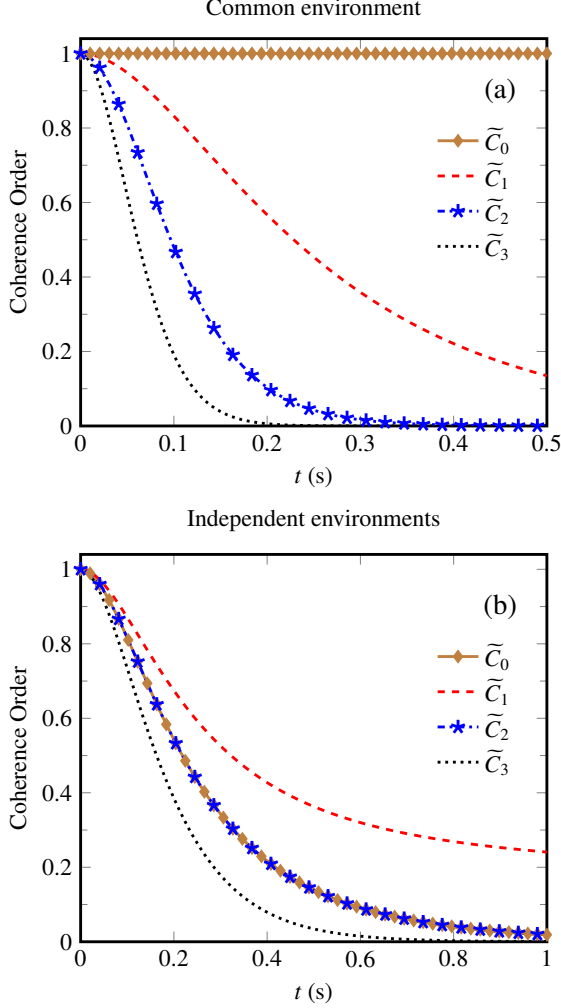 Common environment
(a)
C̃₀
C̃₁
C̃₂
C̃₃
Coherence Order
1
0.8
0.6
0.4
0.2
0
0 0.1 0.2 0.3 0.4 0.5
t (s)
Independent environments
(b)
C̃₀
C̃₁
C̃₂
C̃₃
Coherence Order
1
0.8
0.6
0.4
0.2
0
0 0.2 0.4 0.6 0.8 1
t (s)